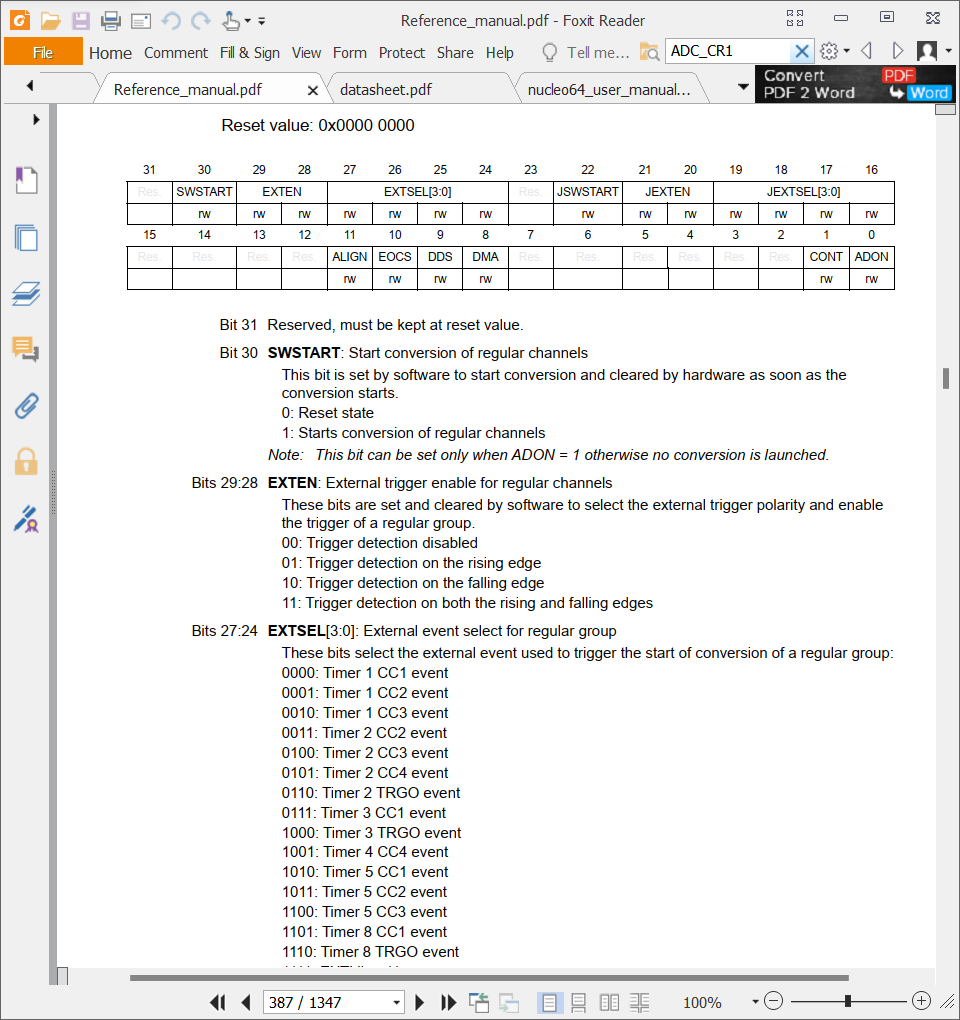 Reference_manual.pdf - Foxit Reader
File Home Comment Fill & Sign View Form Protect Share Help Tell me... ADC_CR1
Reference_manual.pdf datasheet.pdf nucleo64_user_manual...
Convert PDF
PDF 2 Word Word
Reset value: 0x0000 0000
31 30 29 28 27 26 25 24 23 22 21 20 19 18 17 16
Res. SWSTART EXTEN EXTSEL[3:0] Res. JSWSTART JEXTEN JEXTSEL[3:0]
rw rw rw rw rw rw rw rw rw rw rw rw rw rw
15 14 13 12 11 10 9 8 7 6 5 4 3 2 1 0
Res. Res. Res. Res. ALIGN EOCS DDS DMA Res. Res. Res. Res. Res. Res. CONT ADON
rw rw rw rw rw rw
Bit 31 Reserved, must be kept at reset value.
Bit 30 SWSTART: Start conversion of regular channels
This bit is set by software to start conversion and cleared by hardware as soon as the
conversion starts.
0: Reset state
1: Starts conversion of regular channels
Note: This bit can be set only when ADON = 1 otherwise no conversion is launched.
Bits 29:28 EXTEN: External trigger enable for regular channels
These bits are set and cleared by software to select the external trigger polarity and enable
the trigger of a regular group.
00: Trigger detection disabled
01: Trigger detection on the rising edge
10: Trigger detection on the falling edge
11: Trigger detection on both the rising and falling edges
Bits 27:24 EXTSEL[3:0]: External event select for regular group
These bits select the external event used to trigger the start of conversion of a regular group:
0000: Timer 1 CC1 event
0001: Timer 1 CC2 event
0010: Timer 1 CC3 event
0011: Timer 2 CC2 event
0100: Timer 2 CC3 event
0101: Timer 2 CC4 event
0110: Timer 2 TRGO event
0111: Timer 3 CC1 event
1000: Timer 3 TRGO event
1001: Timer 4 CC4 event
1010: Timer 5 CC1 event
1011: Timer 5 CC2 event
1100: Timer 5 CC3 event
1101: Timer 8 CC1 event
1110: Timer 8 TRGO event
387 / 1347 100%